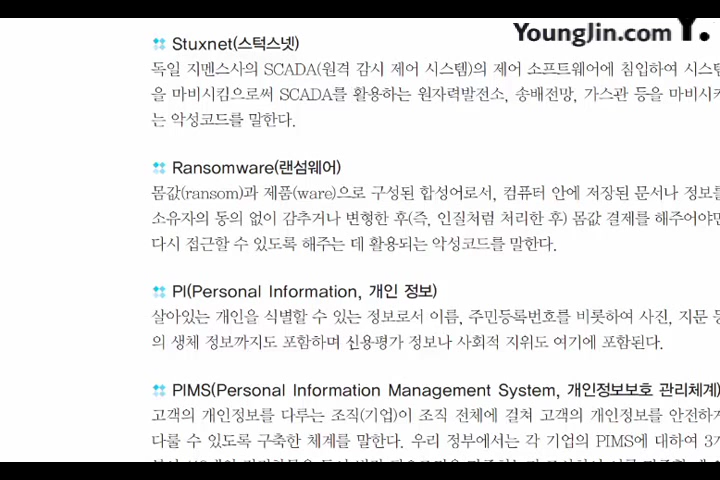 YoungJin.com Y.
Stuxnet(스턱스넷)
독일 지멘스사의 SCADA(원격 감시 제어 시스템)의 제어 소프트웨어에 침입하여 시스템
을 마비시킴으로써 SCADA를 활용하는 원자력발전소, 송배전망, 가스관 등을 마비시키
는 악성코드를 말한다.
Ransomware(랜섬웨어)
몸값(ransom)과 제품(ware)으로 구성된 합성어로서, 컴퓨터 안에 저장된 문서나 정보를
소유자의 동의 없이 감추거나 변형한 후(즉, 인질처럼 처리한 후) 몸값 결제를 해주어야만
다시 접근할 수 있도록 해주는 데 활용되는 악성코드를 말한다.
PI(Personal Information, 개인 정보)
살아있는 개인을 식별할 수 있는 정보로서 이름, 주민등록번호를 비롯하여 사진, 지문 등
의 생체 정보까지도 포함하며 신용평가 정보나 사회적 지위도 여기에 포함된다.
PIMS(Personal Information Management System, 개인정보보호 관리체계)
고객의 개인정보를 다루는 조직(기업)이 조직 전체에 걸쳐 고객의 개인정보를 안전하게
다룰 수 있도록 구축한 체계를 말한다. 우리 정부에서는 각 기업의 PIMS에 대하여 3개